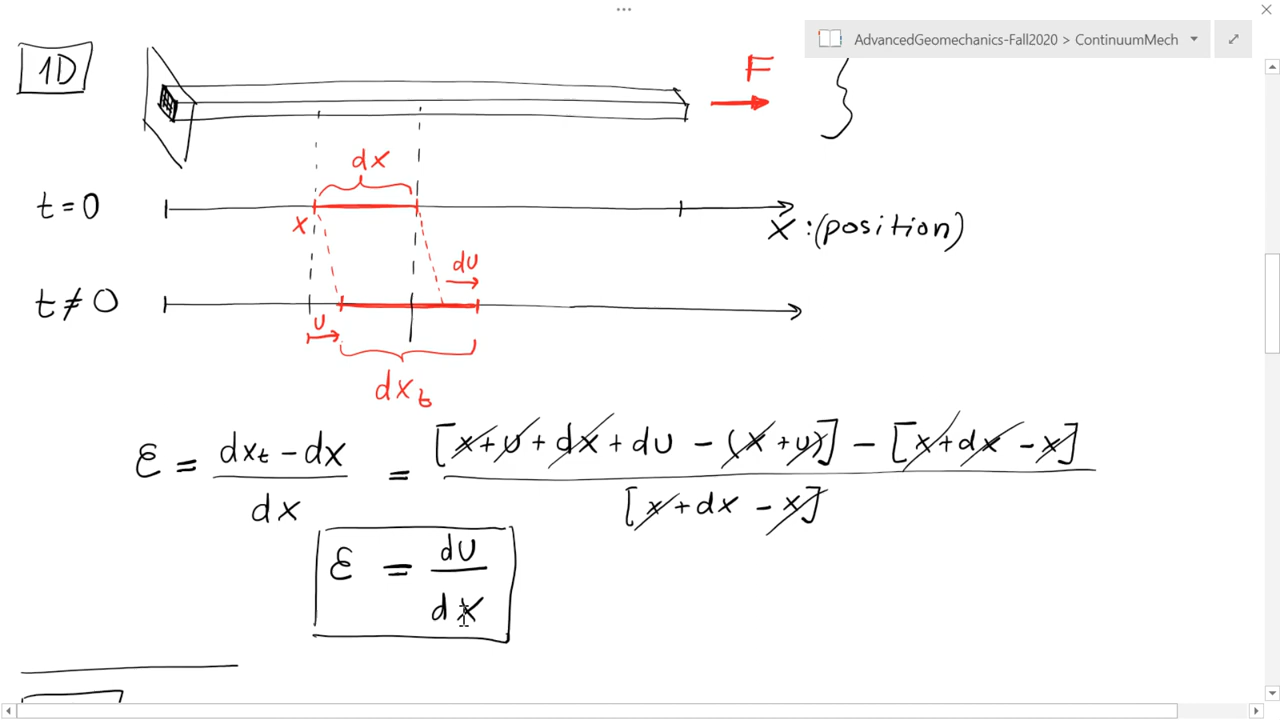 AdvancedGeomechanics-Fall2020 > ContinuumMech
1D
F
dx
t=0
x
x :(position)
du
t≠0
u
dx_t
ε = (dx_t - dx)/dx = ([x+u+dx+du - (x+u)] - [x+dx-x])/[x+dx-x]
ε = du/dx